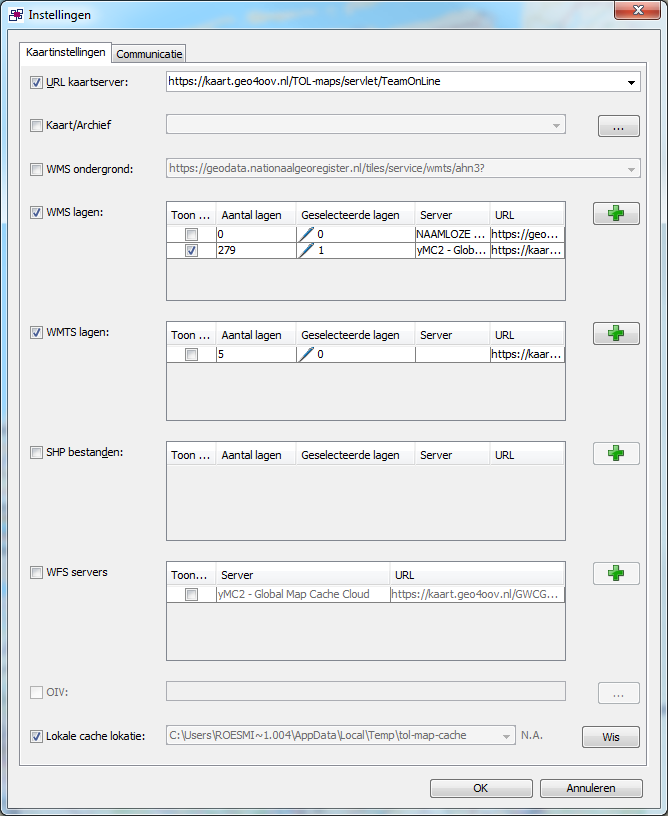 Instellingen
Kaartinstellingen Communicatie
URL kaartserver: https://kaart.geo4oov.nl/TOL-maps/servlet/TeamOnLine
Kaart/Archief ...
WMS ondergrond: https://geodata.nationaalgeoregister.nl/tiles/service/wmts/ahn3?
WMS lagen: Toon ... Aantal lagen Geselecteerde lagen Server URL
0 0 NAAMLOZE ... https://geo...
279 1 yMC2 - Glob... https://kaar...
WMTS lagen: Toon ... Aantal lagen Geselecteerde lagen Server URL
5 0 https://kaar...
SHP bestanden: Toon ... Aantal lagen Geselecteerde lagen Server URL
WFS servers Toon... Server URL
yMC2 - Global Map Cache Cloud https://kaart.geo4oov.nl/GWCG...
OIV: ...
Lokale cache lokatie: C:\Users\ROESMI~1.004\AppData\Local\Temp\tol-map-cache N.A. Wis
OK Annuleren